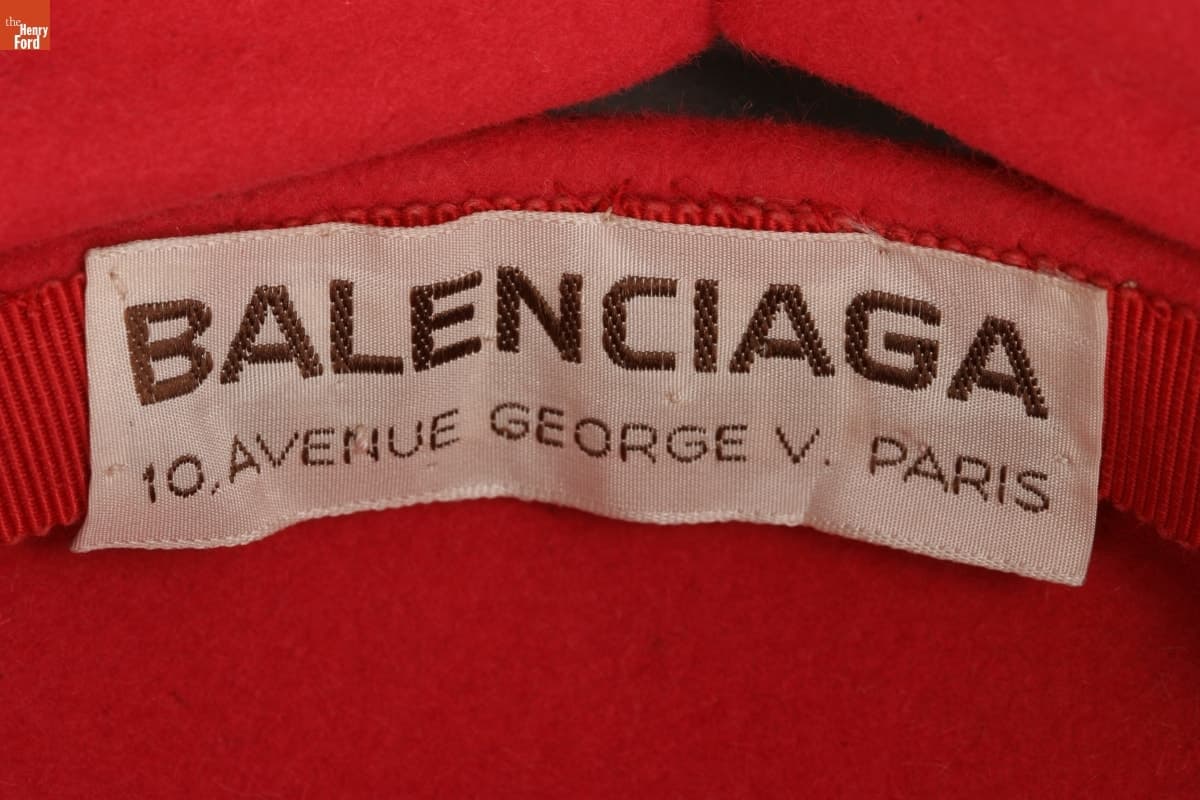 the
Henry
Ford
BALENCIAGA
10, AVENUE GEORGE V. PARIS